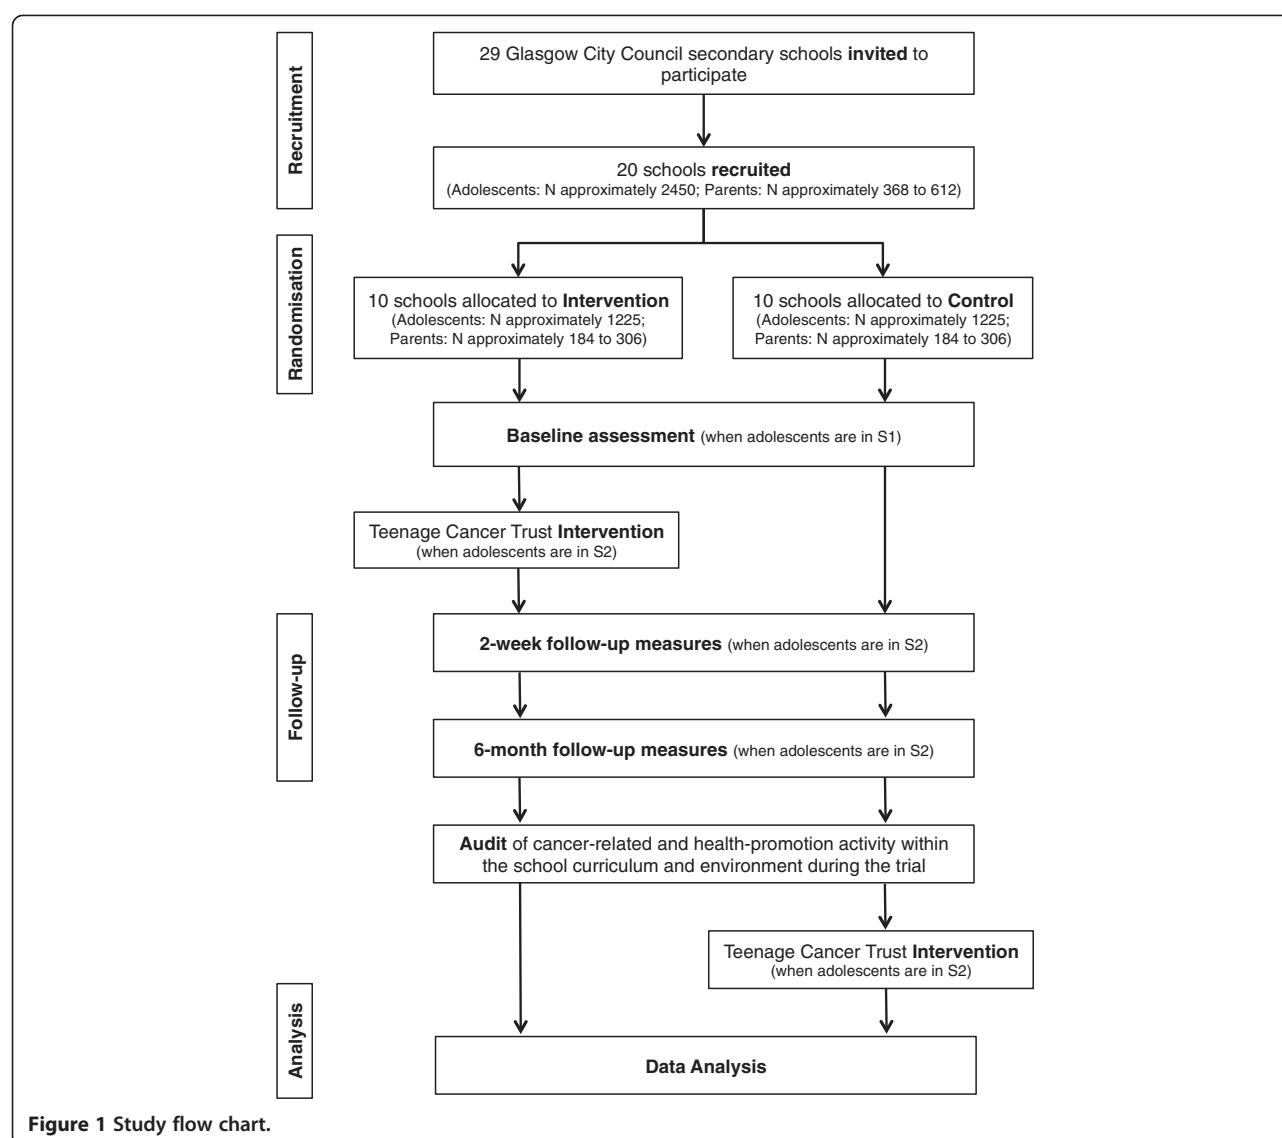 Recruitment
29 Glasgow City Council secondary schools invited to
participate
20 schools recruited
(Adolescents: N approximately 2450; Parents: N approximately 368 to 612)
Randomisation
10 schools allocated to Intervention
(Adolescents: N approximately 1225;
Parents: N approximately 184 to 306)
10 schools allocated to Control
(Adolescents: N approximately 1225;
Parents: N approximately 184 to 306)
Baseline assessment (when adolescents are in S1)
Teenage Cancer Trust Intervention
(when adolescents are in S2)
Follow-up
2-week follow-up measures (when adolescents are in S2)
6-month follow-up measures (when adolescents are in S2)
Audit of cancer-related and health-promotion activity within
the school curriculum and environment during the trial
Teenage Cancer Trust Intervention
(when adolescents are in S2)
Analysis
Data Analysis
Figure 1 Study flow chart.